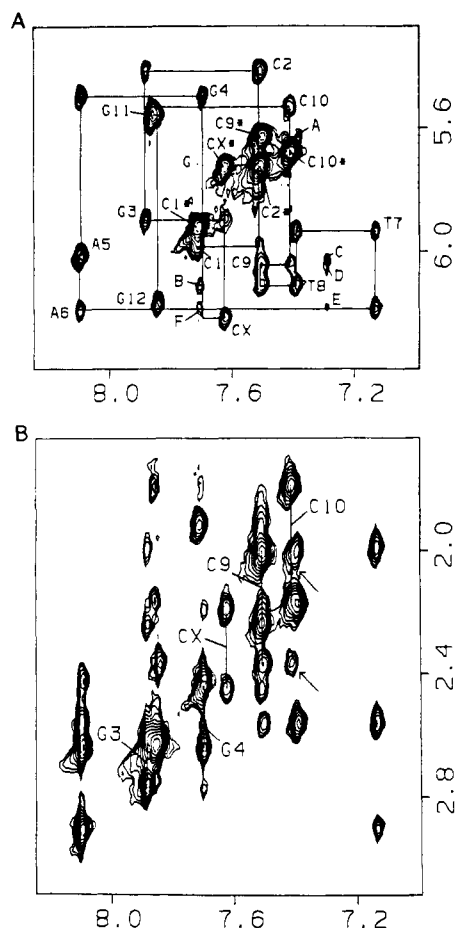 A
C2
G4
C10
G11
C9*
A
5.6
CX*
G
C10*
G3
C1*
C2*
T7
A5
C1
C9
C
6.0
D
B
T8
E
A6
G12
F
CX
8.0 7.6 7.2
B
C10
2.0
C9
CX
2.4
G3
G4
2.8
8.0 7.6 7.2